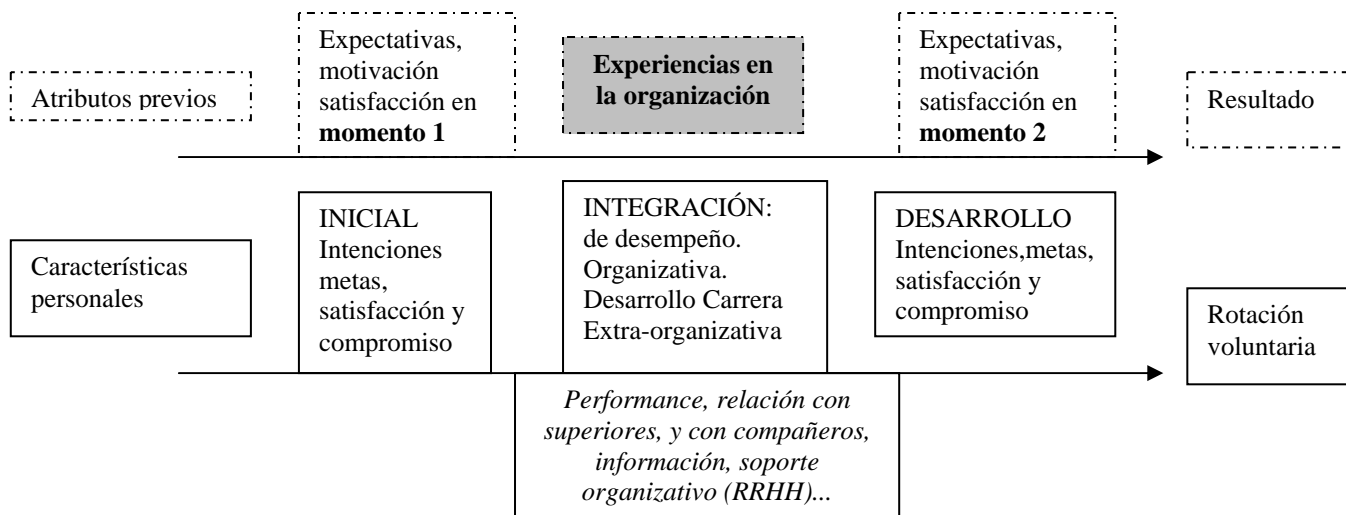 Atributos previos
Expectativas,
motivación
satisfacción en
momento 1
Experiencias en
la organización
Expectativas,
motivación
satisfacción en
momento 2
Resultado
Características
personales
INICIAL
Intenciones
metas,
satisfacción y
compromiso
INTEGRACIÓN:
de desempeño.
Organizativa.
Desarrollo Carrera
Extra-organizativa
DESARROLLO
Intenciones,metas,
satisfacción y
compromiso
Rotación
voluntaria
Performance, relación con
superiores, y con compañeros,
información, soporte
organizativo (RRHH)...